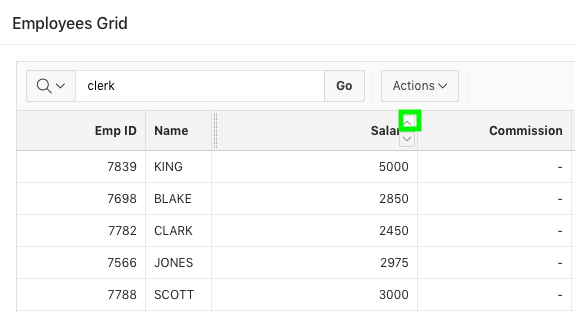 Employees Grid
clerk Go Actions
Emp ID Name Salary Commission
7839 KING 5000 -
7698 BLAKE 2850 -
7782 CLARK 2450 -
7566 JONES 2975 -
7788 SCOTT 3000 -